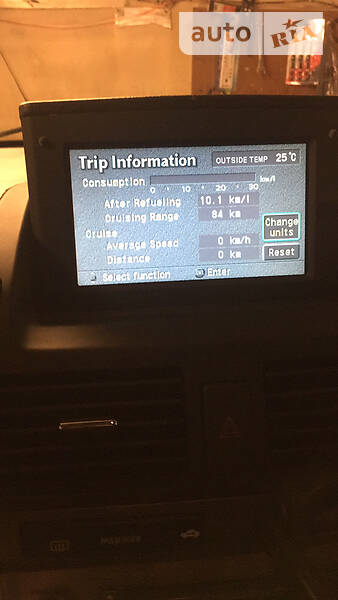 auto RIA
Trip Information OUTSIDE TEMP 25°C
Consumption km/l
0 10 20 30
After Refueling 10.1 km/l
Cruising Range 84 km
Cruise
Average Speed 0 km/h
Distance 0 km
Change units
Reset
Select function Enter